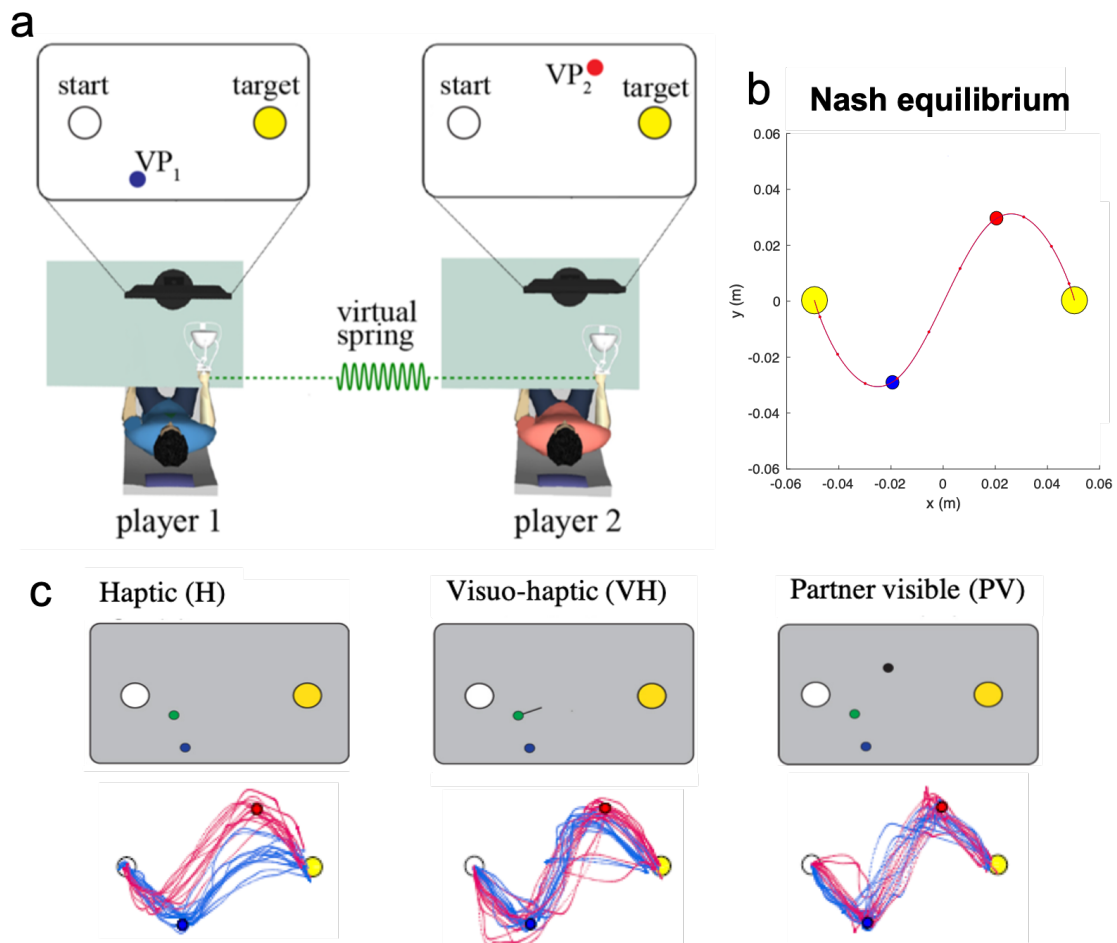 a
start
target
VP1
start
VP2
target
virtual
spring
player 1
player 2
b
Nash equilibrium
0.06
0.04
0.02
0
-0.02
-0.04
-0.06
y (m)
-0.06 -0.04 -0.02 0 0.02 0.04 0.06
x (m)
c
Haptic (H)
Visuo-haptic (VH)
Partner visible (PV)